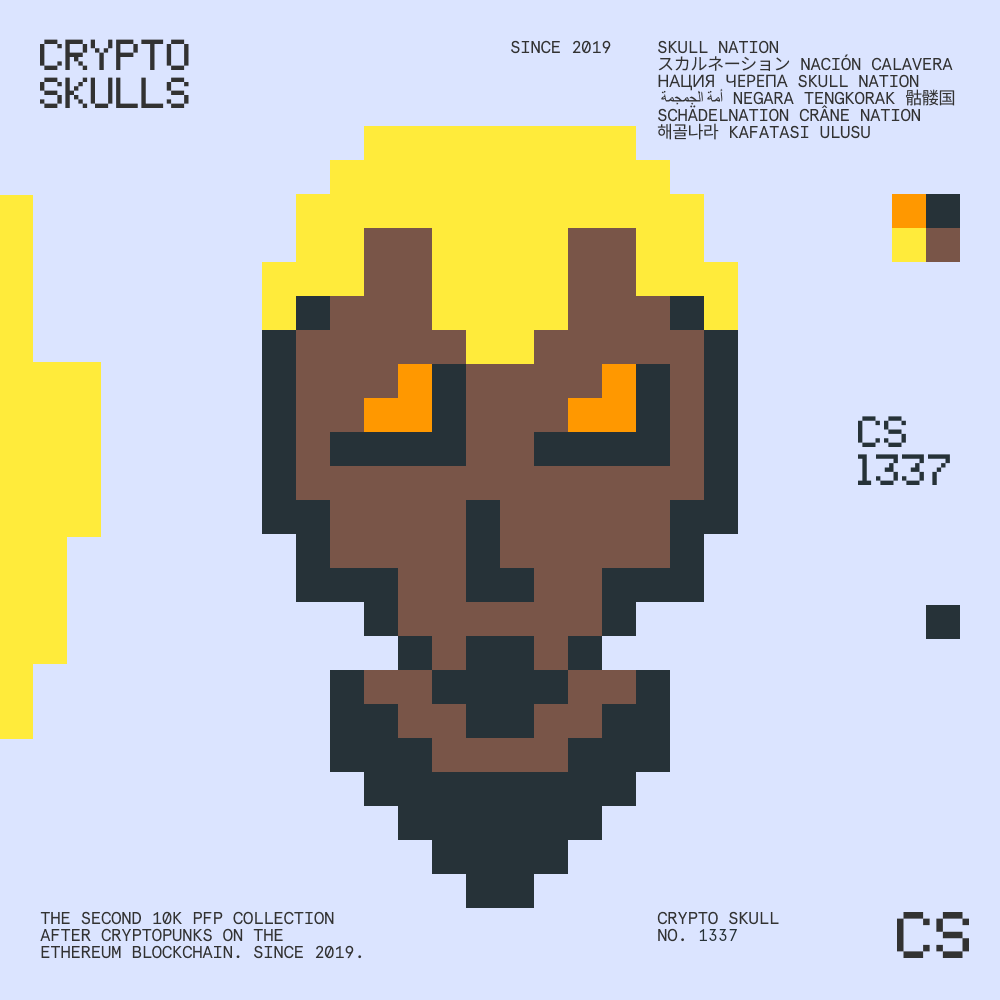 CRYPTO
SKULLS
SINCE 2019
SKULL NATION
スカルネーション NACIÓN CALAVERA
НАЦИЯ ЧЕРЕПА SKULL NATION
أمة الجمجمة NEGARA TENGKORAK 骷髅国
SCHÄDELNATION CRÂNE NATION
해골나라 KAFATASI ULUSU
CS
1337
THE SECOND 10K PFP COLLECTION
AFTER CRYPTOPUNKS ON THE
ETHEREUM BLOCKCHAIN. SINCE 2019.
CRYPTO SKULL
NO. 1337
CS